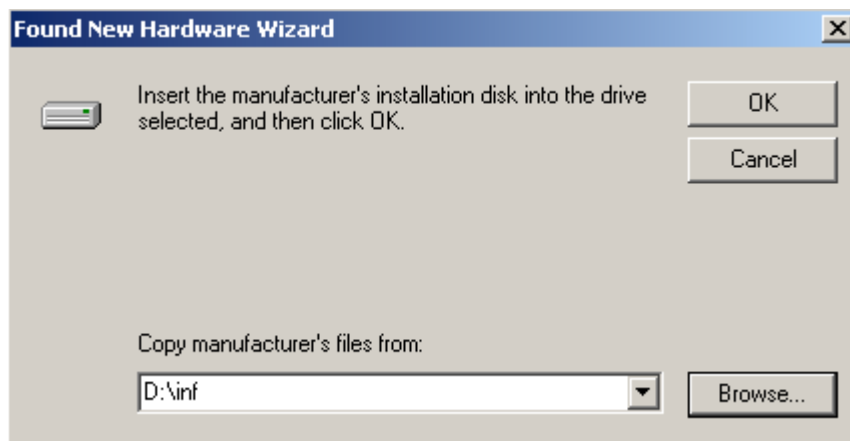 Found New Hardware Wizard
Insert the manufacturer's installation disk into the drive
selected, and then click OK.
OK
Cancel
Copy manufacturer's files from:
D:\inf
Browse...